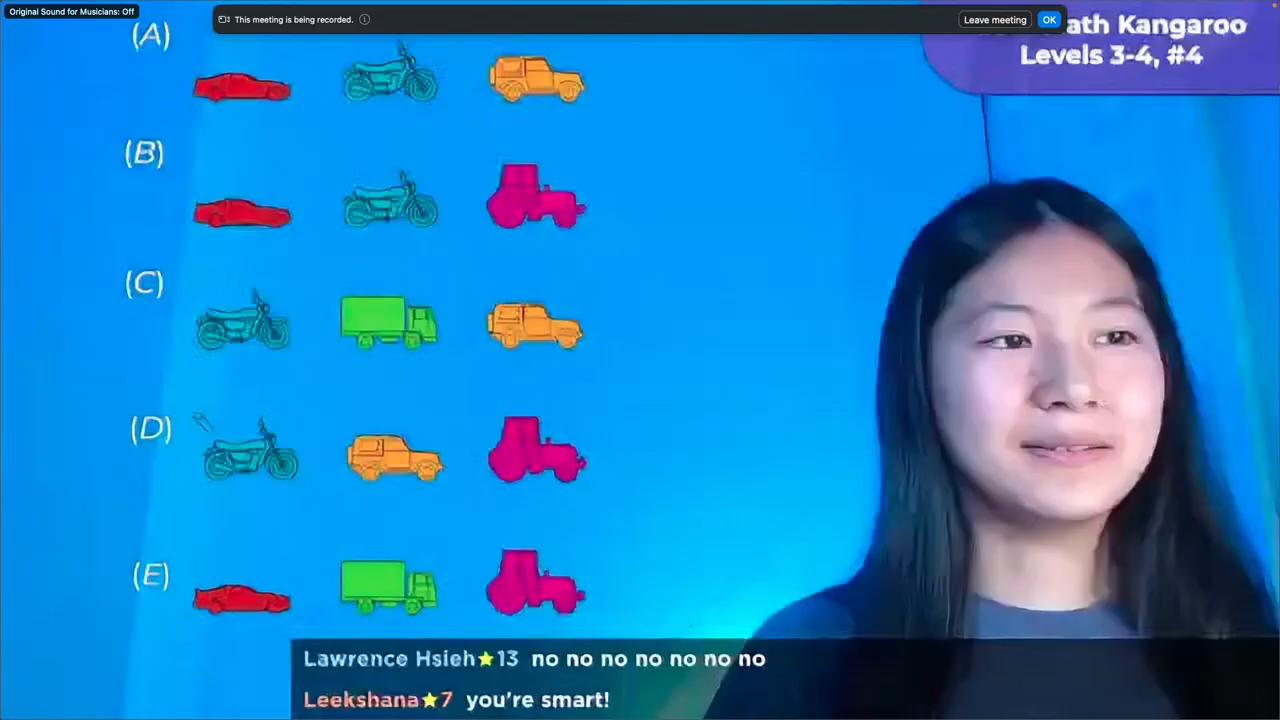 Original Sound for Musicians: Off
This meeting is being recorded.
Leave meeting
OK
ath Kangaroo
Levels 3-4, #4
(A)
(B)
(C)
(D)
(E)
Lawrence Hsieh★13 no no no no no no no
Leekshana★7 you're smart!